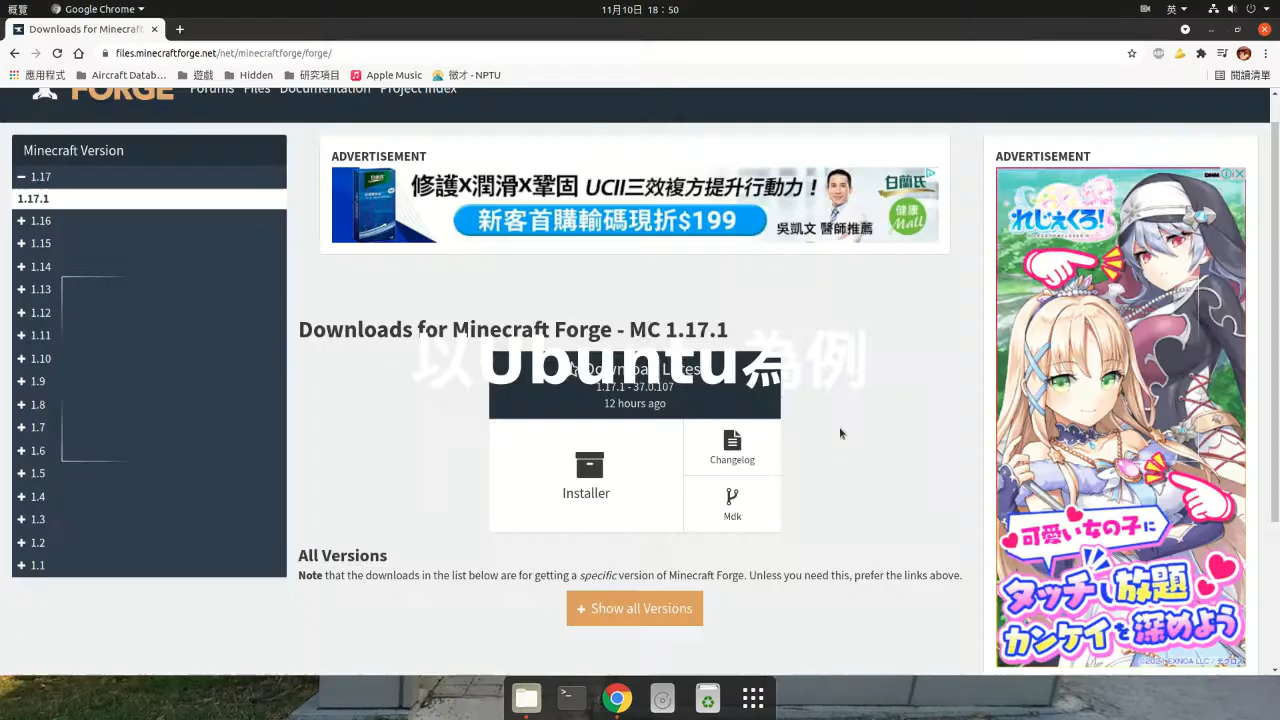 概覽
Google Chrome
11月10日 18：50
英
Downloads for Minecraft
files.minecraftforge.net/net/minecraftforge/forge/
應用程式
Aircraft Datab...
遊戲
Hidden
研究項目
Apple Music
徵才 - NPTU
閱讀清單
FORGE
Forums Files Documentation Project Index
Minecraft Version
1.17
1.17.1
1.16
1.15
1.14
1.13
1.12
1.11
1.10
1.9
1.8
1.7
1.6
1.5
1.4
1.3
1.2
1.1
ADVERTISEMENT
修護X潤滑X鞏固 UCII三效複方提升行動力！
新客首購輸碼現折$199
吳凱文 醫師推薦
白蘭氏
健康
Mall
Downloads for Minecraft Forge - MC 1.17.1
以Ubuntu為例
Download Latest
1.17.1 - 37.0.107
12 hours ago
Installer
Changelog
Mdk
All Versions
Note that the downloads in the list below are for getting a specific version of Minecraft Forge. Unless you need this, prefer the links above.
+ Show all Versions
ADVERTISEMENT
DMM
れじぇくろ!
可愛い女の子に
タッチし放題
カンケイを深めよう
©2021 EXNOA LLC / テクロス